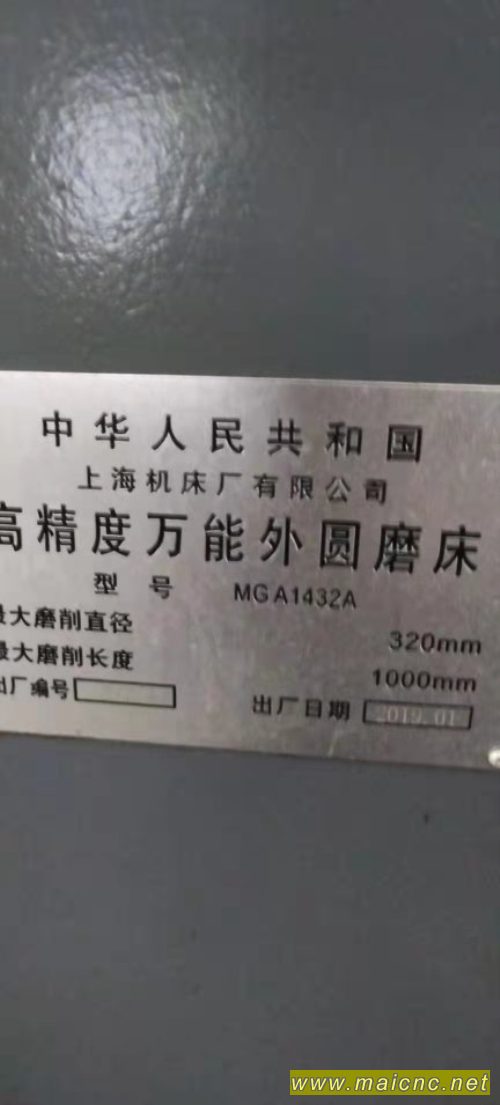 中华人民共和国
上海机床厂有限公司
高精度万能外圆磨床
型号 MGA1432A
最大磨削直径 320mm
最大磨削长度 1000mm
出厂编号 出厂日期 2019.01
www.maicnc.net